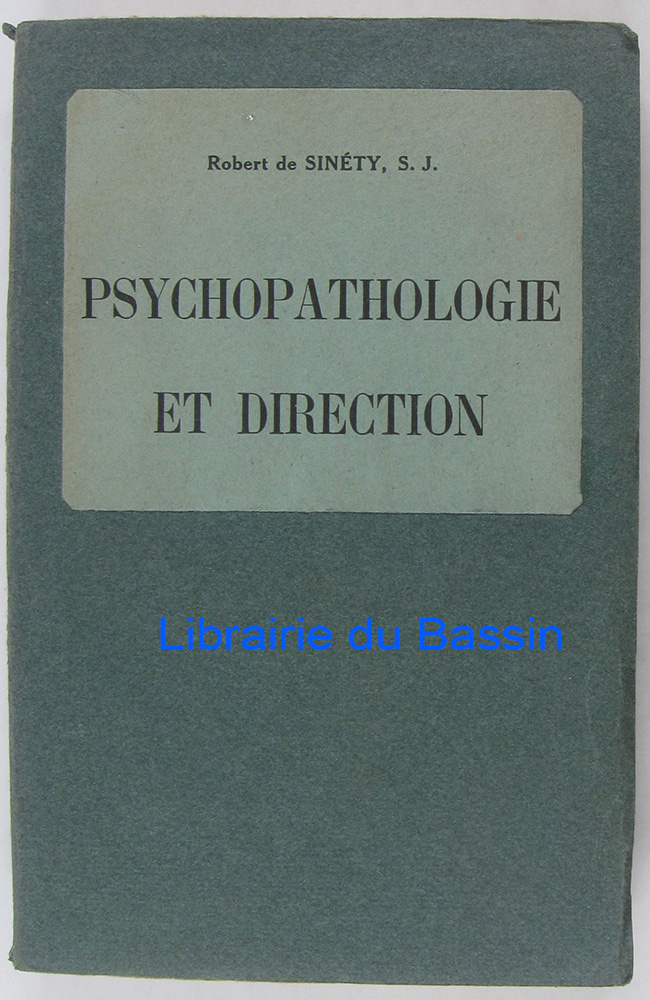 Robert de SINÉTY, S. J.
PSYCHOPATHOLOGIE
ET DIRECTION
Librairie du Bassin